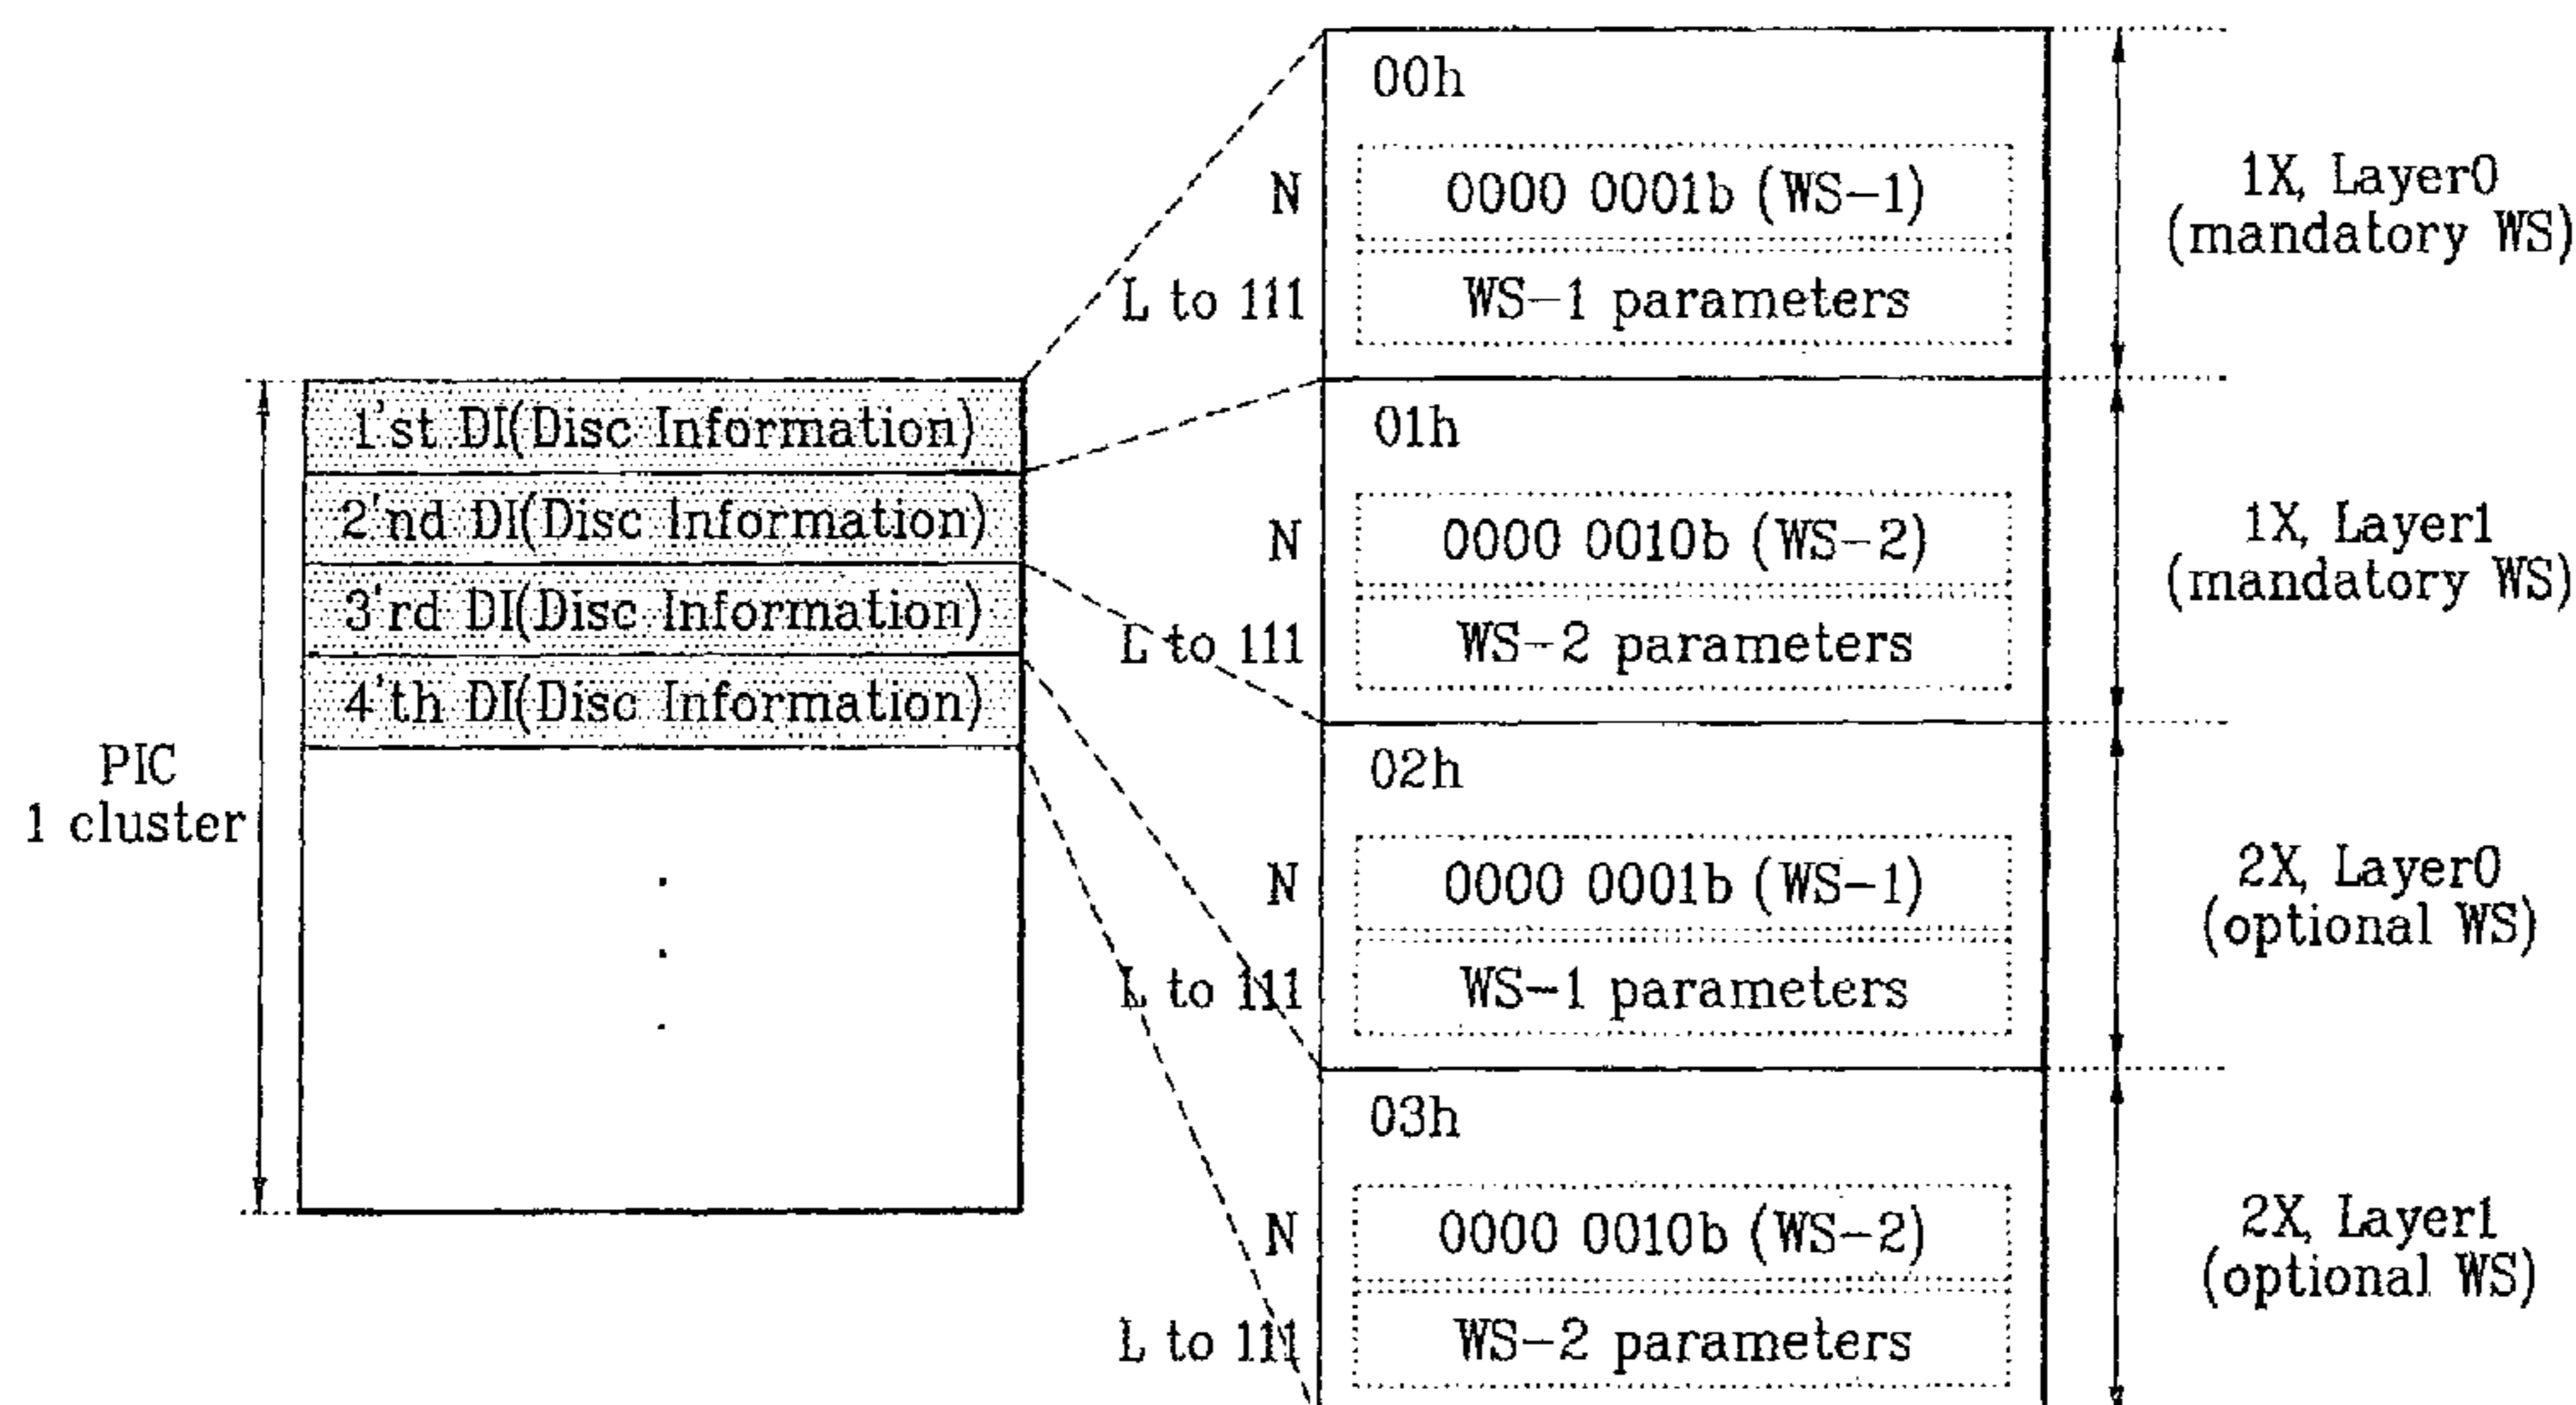 1'st DI(Disc Information)
2'nd DI(Disc Information)
3'rd DI(Disc Information)
4'th DI(Disc Information)
PIC
1 cluster
00h
N
0000 0001b (WS-1)
L to 111
WS-1 parameters
1X, Layer0
(mandatory WS)
01h
N
0000 0010b (WS-2)
L to 111
WS-2 parameters
1X, Layer1
(mandatory WS)
02h
N
0000 0001b (WS-1)
L to 111
WS-1 parameters
2X, Layer0
(optional WS)
03h
N
0000 0010b (WS-2)
L to 111
WS-2 parameters
2X, Layer1
(optional WS)